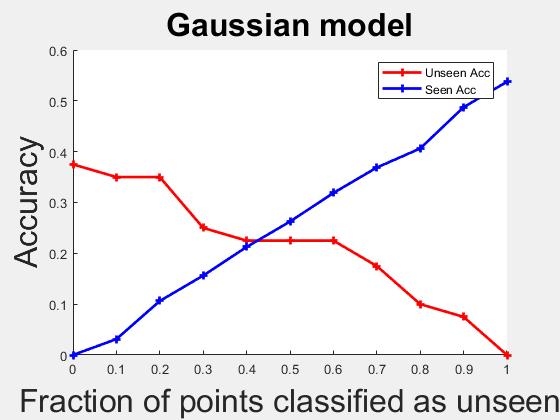 Gaussian model
Unseen Acc
Seen Acc
Accuracy
0.6
0.5
0.4
0.3
0.2
0.1
0
0 0.1 0.2 0.3 0.4 0.5 0.6 0.7 0.8 0.9 1
Fraction of points classified as unseen